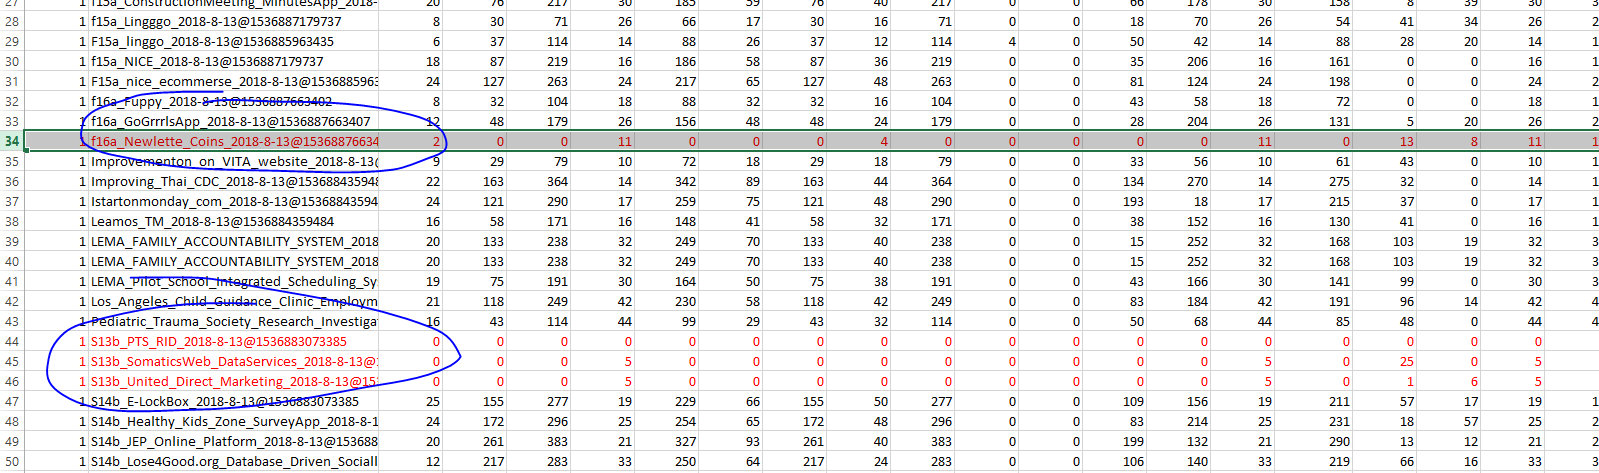 27 1 f15a_ConstructionMeeting_MinutesApp_2018- 20 76 217 30 185 59 76 40 217 0 0 66 178 30 158 8 39 30 3
28 1 f15a_Lingggo_2018-8-13@1536887179737 8 30 71 26 66 17 30 16 71 0 0 18 70 26 54 41 34 26 2
29 1 F15a_linggo_2018-8-13@1536885963435 6 37 114 14 88 26 37 12 114 4 0 50 42 14 88 28 20 14 1
30 1 f15a_NICE_2018-8-13@1536887179737 18 87 219 16 186 58 87 36 219 0 0 35 206 16 161 0 0 16 1
31 1 F15a_nice_ecommerse_2018-8-13@153688596 24 127 263 24 217 65 127 48 263 0 0 81 124 24 198 0 0 24 2
32 1 f16a_Fuppy_2018-8-13@1536887663402 8 32 104 18 88 32 32 16 104 0 0 43 58 18 72 0 0 18 1
33 1 f16a_GoGrrrlsApp_2018-8-13@1536887663407 12 48 179 26 156 48 48 24 179 0 0 28 204 26 131 5 20 26 2
34 1 f16a_Newlette_Coins_2018-8-13@15368876634 2 0 0 11 0 0 0 4 0 0 0 0 0 11 0 13 8 11 1
35 1 Improvementon_on_VITA_website_2018-8-13@ 9 29 79 10 72 18 29 18 79 0 0 33 56 10 61 43 0 10 1
36 1 Improving_Thai_CDC_2018-8-13@153688435948 22 163 364 14 342 89 163 44 364 0 0 134 270 14 275 32 0 14 1
37 1 Istartonmonday_com_2018-8-13@1536884359 24 121 290 17 259 75 121 48 290 0 0 193 18 17 215 37 0 17 1
38 1 Leamos_TM_2018-8-13@1536884359484 16 58 171 16 148 41 58 32 171 0 0 38 152 16 130 41 0 16 1
39 1 LEMA_FAMILY_ACCOUNTABILITY_SYSTEM_2018 20 133 238 32 249 70 133 40 238 0 0 15 252 32 168 103 19 32 3
40 1 LEMA_FAMILY_ACCOUNTABILITY_SYSTEM_2018 20 133 238 32 249 70 133 40 238 0 0 15 252 32 168 103 19 32 3
41 1 LEMA_Pilot_School_Integrated_Scheduling_Sy 19 75 191 30 164 50 75 38 191 0 0 43 166 30 141 99 0 30 3
42 1 Los_Angeles_Child_Guidance_Clinic_Employm 21 118 249 42 230 58 118 42 249 0 0 83 184 42 191 96 14 42 4
43 1 Pediatric_Trauma_Society_Research_Investiga 16 43 114 44 99 29 43 32 114 0 0 50 68 44 85 48 0 44 4
44 1 S13b_PTS_RID_2018-8-13@1536883073385 0 0 0 0 0 0 0 0 0 0 0 0 0 0 0 0 0 0
45 1 S13b_SomaticsWeb_DataServices_2018-8-13@ 0 0 0 5 0 0 0 0 0 0 0 0 0 5 0 25 0 5
46 1 S13b_United_Direct_Marketing_2018-8-13@15 0 0 0 5 0 0 0 0 0 0 0 0 0 5 0 1 6 5
47 1 S14b_E-LockBox_2018-8-13@1536883073385 25 155 277 19 229 66 155 50 277 0 0 109 156 19 211 57 17 19 1
48 1 S14b_Healthy_Kids_Zone_SurveyApp_2018-8-1 24 172 296 25 254 65 172 48 296 0 0 83 214 25 231 18 57 25 2
49 1 S14b_JEP_Online_Platform_2018-8-13@153688 20 261 383 21 327 93 261 40 383 0 0 199 132 21 290 13 12 21 2
50 1 S14b_Lose4Good.org_Database_Driven_Sociall 12 217 283 33 250 64 217 24 283 0 0 106 140 33 219 66 16 33 3